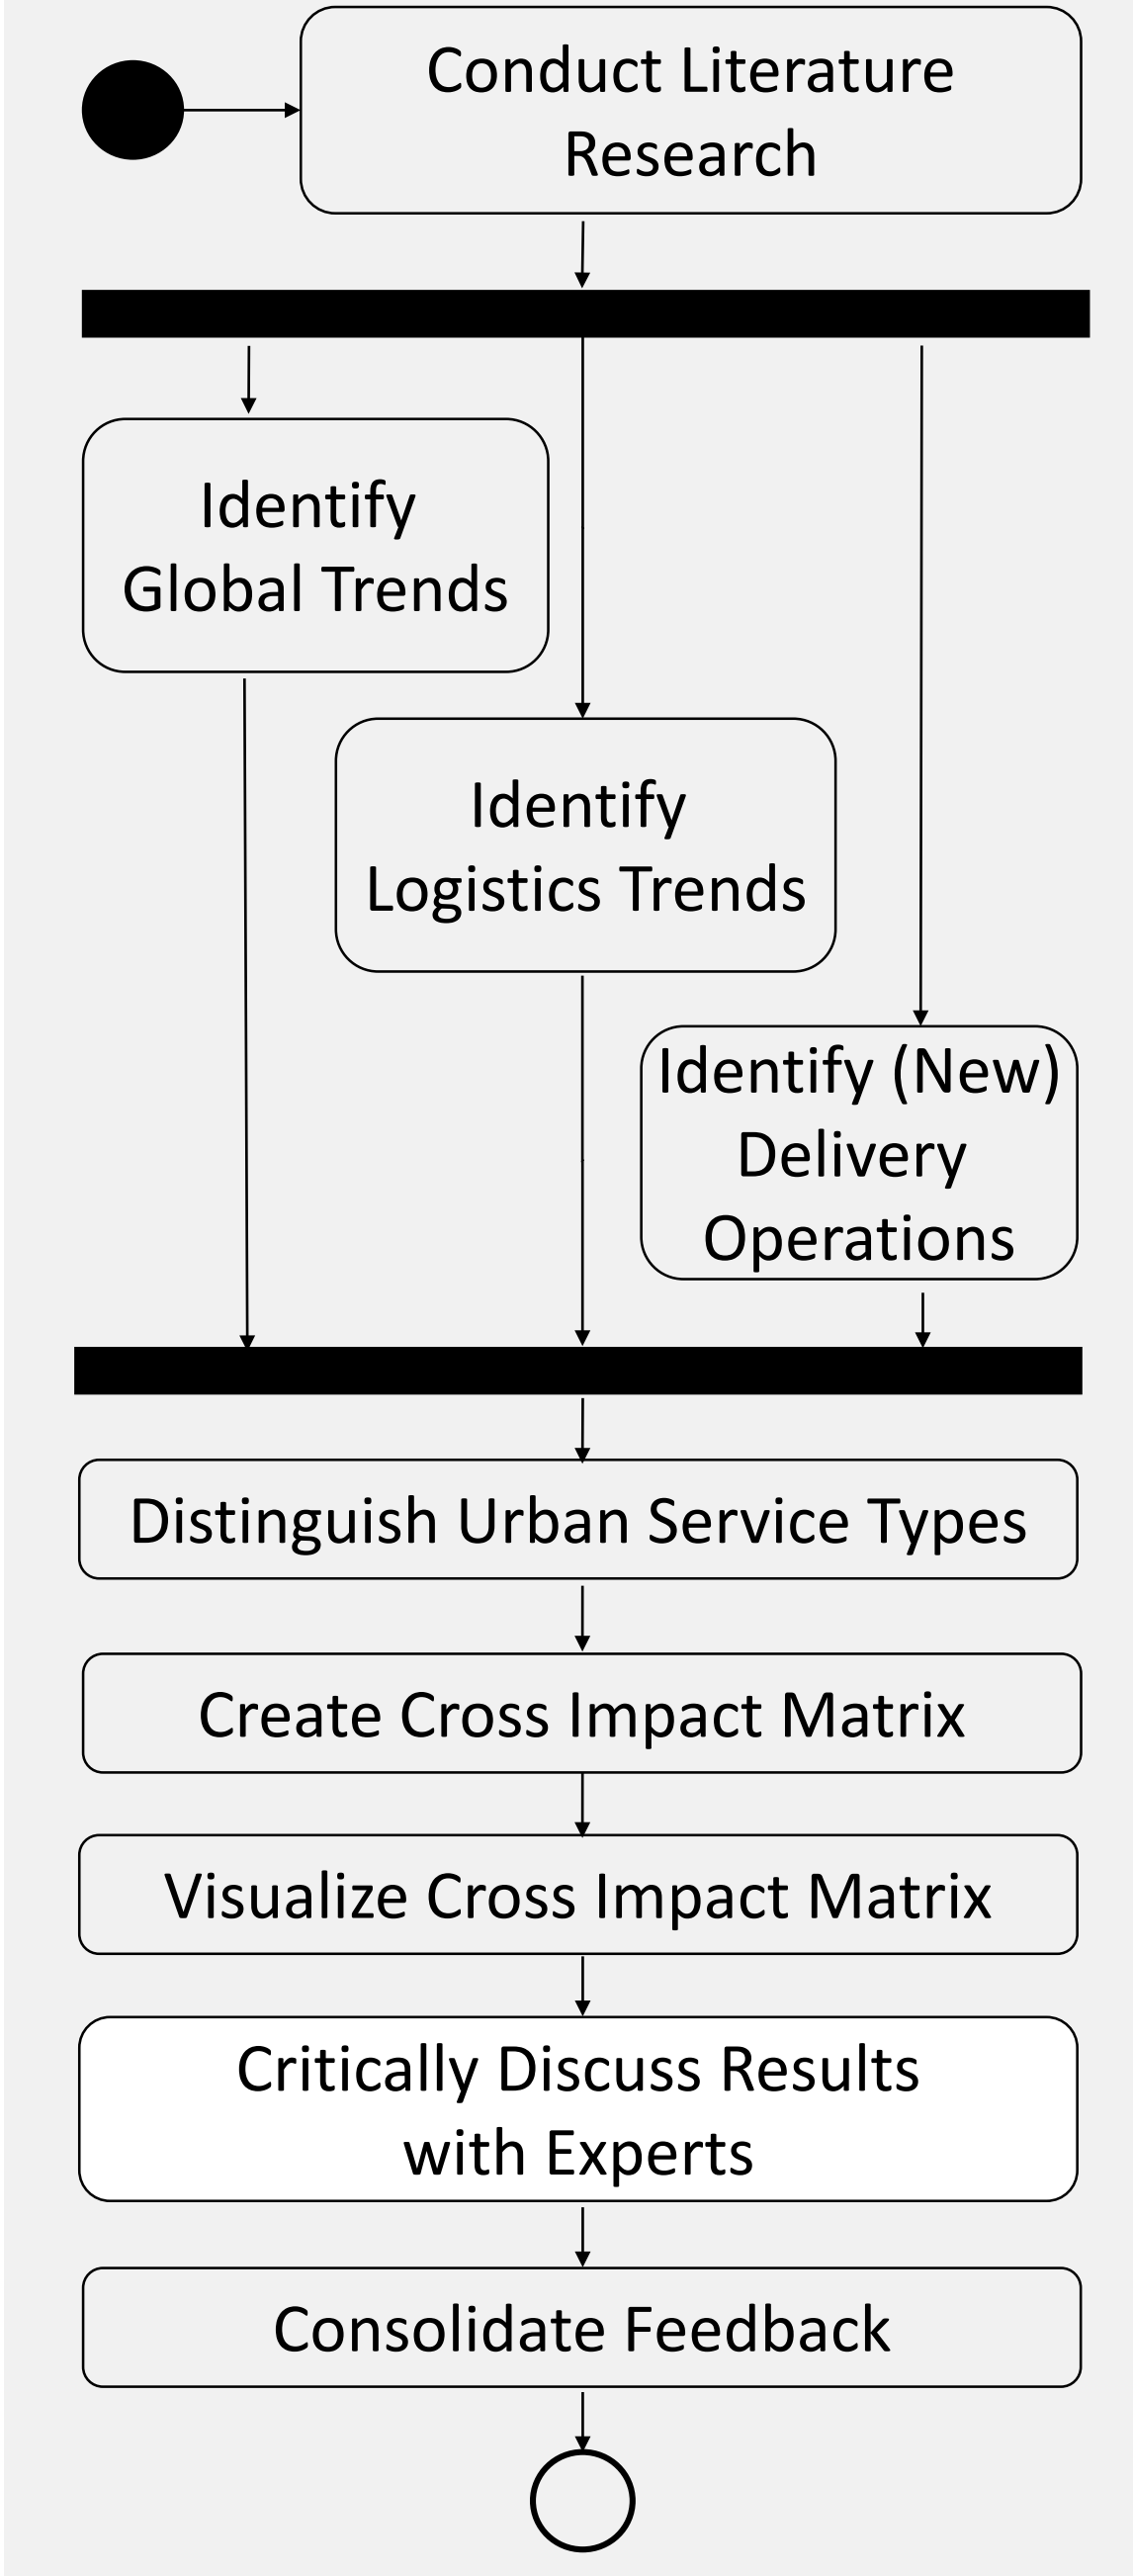 Conduct Literature
Research
Identify
Global Trends
Identify
Logistics Trends
Identify (New)
Delivery
Operations
Distinguish Urban Service Types
Create Cross Impact Matrix
Visualize Cross Impact Matrix
Critically Discuss Results
with Experts
Consolidate Feedback